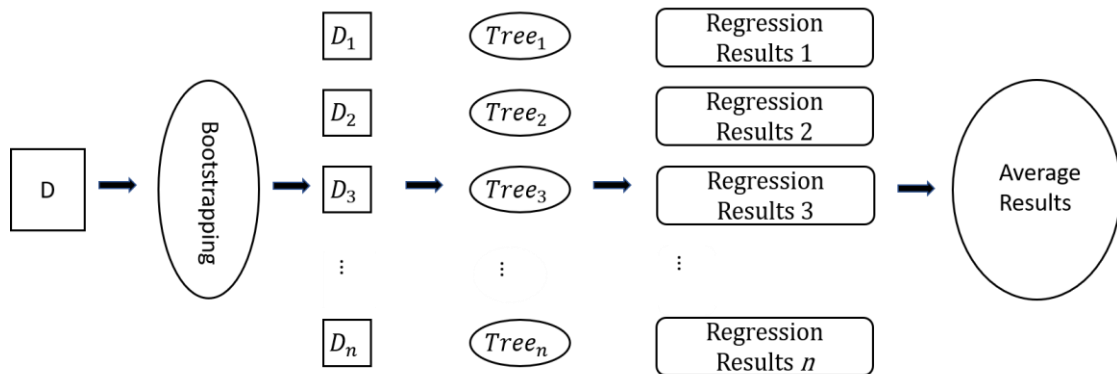 D
Bootstrapping
D₁
D₂
D₃
⋮
Dₙ
Tree₁
Tree₂
Tree₃
⋮
Treeₙ
Regression
Results 1
Regression
Results 2
Regression
Results 3
⋮
Regression
Results n
Average
Results